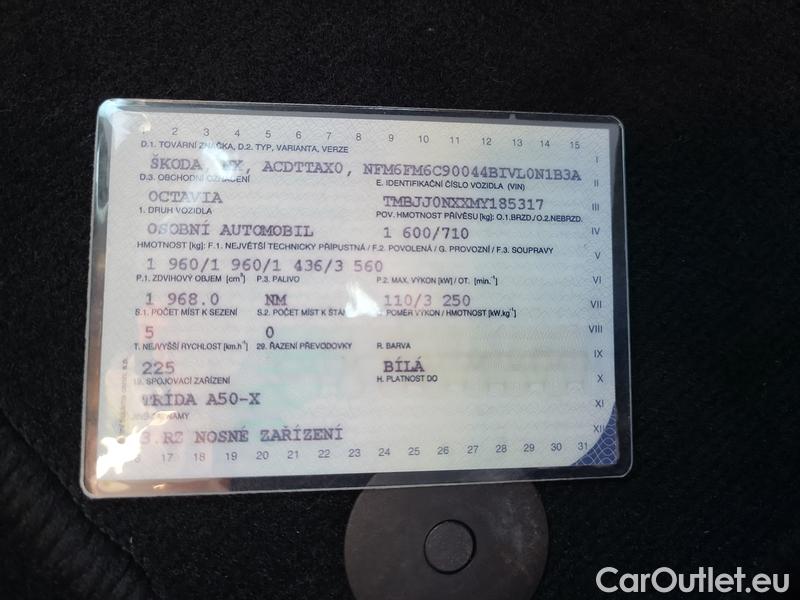 2 3 4 5 6 7 8 9 10 11 12 13 14 15
D.1. TOVÁRNÍ ZNAČKA, D.2. TYP, VARIANTA, VERZE I
ŠKODA, NX, ACDTTAX0, NFM6FM6C90044BIVL0N1B3A
D.3. OBCHODNÍ OZNAČENÍ E. IDENTIFIKAČNÍ ČÍSLO VOZIDLA (VIN) II
OCTAVIA TMBJJ0NXXMY185317 III
1. DRUH VOZIDLA POV. HMOTNOST PŘÍVĚSU [kg]: O.1.BRZD./O.2.NEBRZD.
OSOBNÍ AUTOMOBIL 1 600/710 IV
HMOTNOST [kg]: F.1. NEJVĚTŠÍ TECHNICKY PŘÍPUSTNÁ / F.2. POVOLENÁ / G. PROVOZNÍ / F.3. SOUPRAVY V
1 960/1 960/1 436/3 560
P.1. ZDVIHOVÝ OBJEM [cm³] P.3. PALIVO P.2. MAX. VÝKON [kW] / OT. [min.⁻¹] VI
1 968.0 NM 110/3 250 VII
S.1. POČET MÍST K SEZENÍ S.2. POČET MÍST K STÁNÍ POMĚR VÝKON / HMOTNOST [kW.kg⁻¹]
5 0 VIII
T. NEJVYŠŠÍ RYCHLOST [km.h⁻¹] 29. ŘAZENÍ PŘEVODOVKY R. BARVA IX
225 BÍLÁ
19. SPOJOVACÍ ZAŘÍZENÍ H. PLATNOST DO X
TŘÍDA A50-X XI
3.RZ NOSNÉ ZAŘÍZENÍ XII
17 18 19 20 21 22 23 24 25 26 27 28 29 30 31
CarOutlet.eu